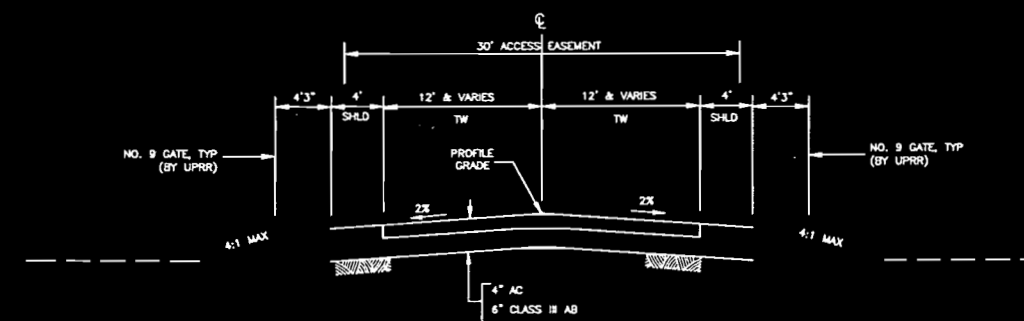 ℄
30' ACCESS EASEMENT
4'3" 4' 12' & VARIES 12' & VARIES 4' 4'3"
SHLD TW TW SHLD
NO. 9 GATE, TYP
(BY UPRR)
PROFILE
GRADE
NO. 9 GATE, TYP
(BY UPRR)
2% 2%
4:1 MAX 4:1 MAX
4" AC
6" CLASS III AB